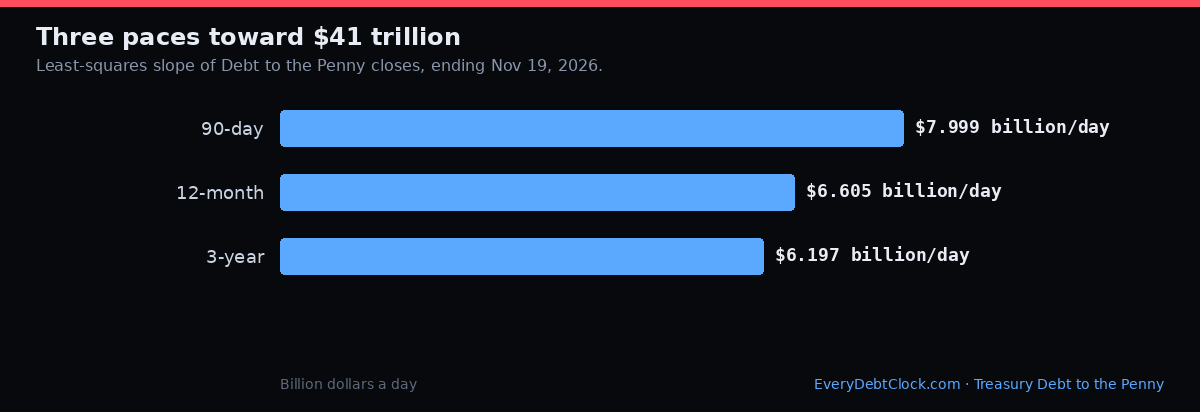 Three paces toward $41 trillion
Least-squares slope of Debt to the Penny closes, ending Nov 19, 2026.
90-day $7.999 billion/day
12-month $6.605 billion/day
3-year $6.197 billion/day
Billion dollars a day
EveryDebtClock.com · Treasury Debt to the Penny